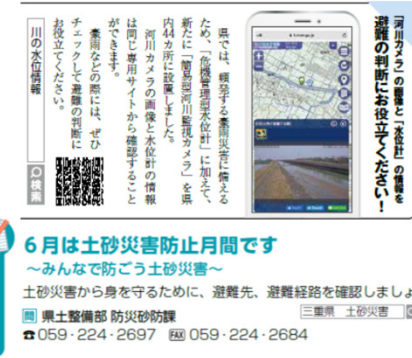 「河川カメラ」の画像と「水位計」の情報を
避難の判断にお役立てください！
県では、頻発する豪雨災害に備える
ため、「危機管理型水位計」に加えて、
新たに「簡易型河川監視カメラ」を県
内44カ所に設置しました。
河川カメラの画像と水位計の情報
は同じ専用サイトから確認すること
ができます。
豪雨などの際には、ぜひ
チェックして避難の判断に
お役立てください。
川の水位情報
検索
6月は土砂災害防止月間です
～みんなで防ごう土砂災害～
土砂災害から身を守るために、避難先、避難経路を確認しましょ
三重県 土砂災害
問 県土整備部 防災砂防課
☎059・224・2697 FAX 059・224・2684